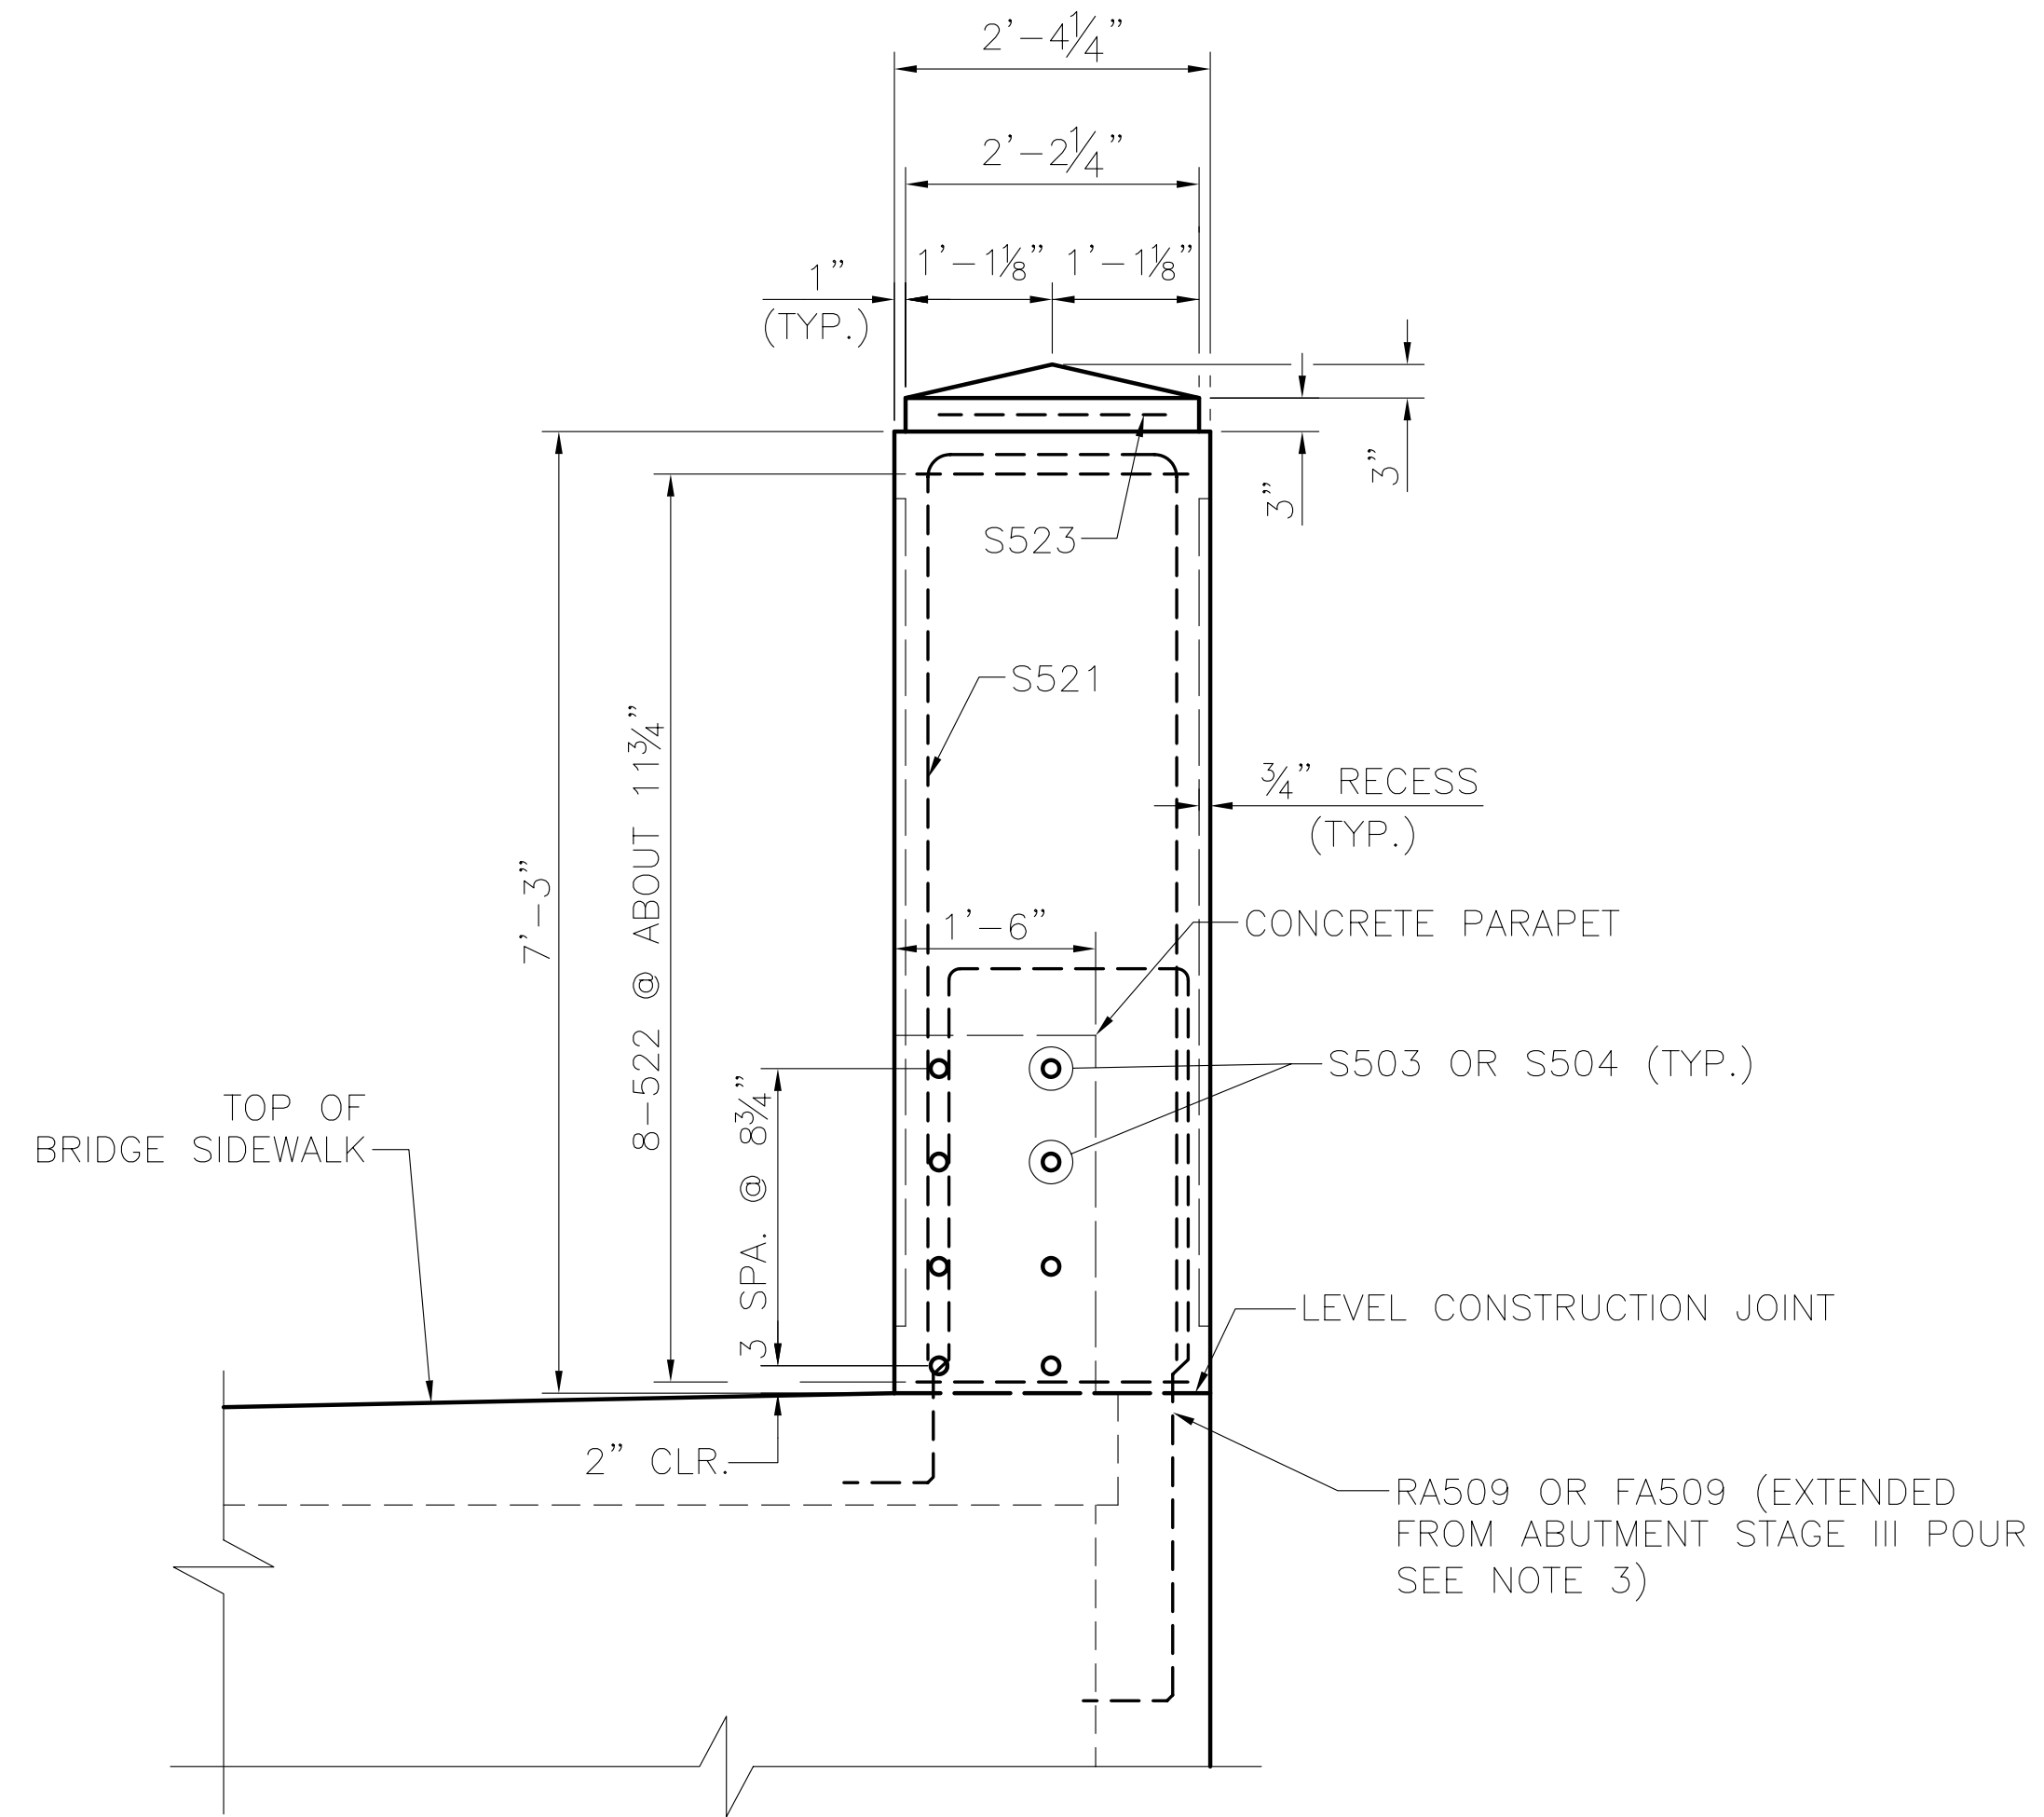 2'-4¼"
2'-2¼"
1'-1⅛" 1'-1⅛"
1"
(TYP.)
3"
3"
S523
S521
¾" RECESS
(TYP.)
7'-3"
8-522 @ ABOUT 11¾"
1'-6"
CONCRETE PARAPET
3 SPA. @ 8¾"
S503 OR S504 (TYP.)
TOP OF
BRIDGE SIDEWALK
LEVEL CONSTRUCTION JOINT
2" CLR.
RA509 OR FA509 (EXTENDED
FROM ABUTMENT STAGE III POUR
SEE NOTE 3)